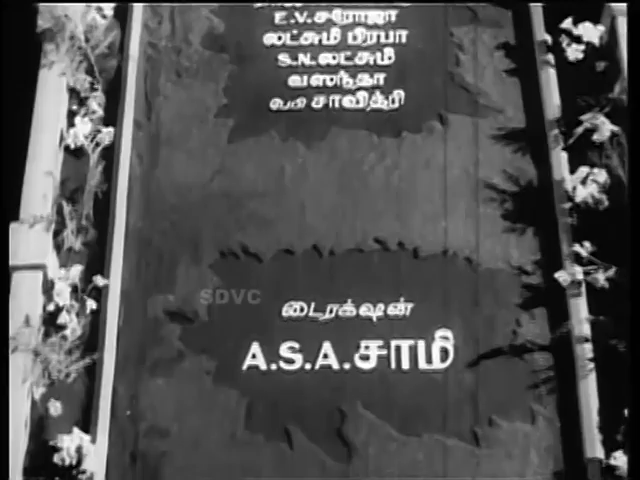 E.V.சரோஜா
லட்சுமி பிரபா
S.N.லட்சுமி
வஸந்தா
பேபி சாவித்ரி
SDVC
டைரக்‌ஷன்
A.S.A.சாமி